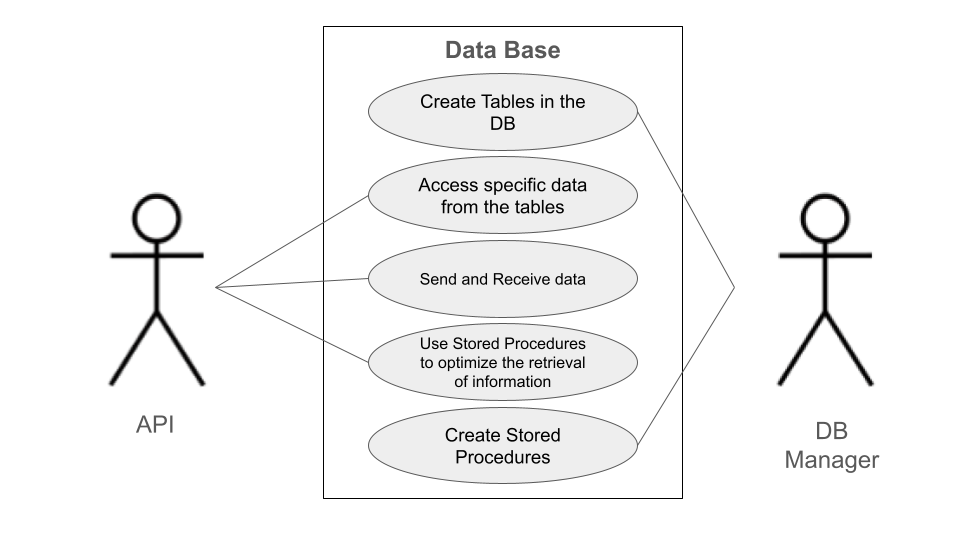 Data Base
Create Tables in the
DB
Access specific data
from the tables
Send and Receive data
Use Stored Procedures
to optimize the retrieval
of information
Create Stored
Procedures
API
DB
Manager